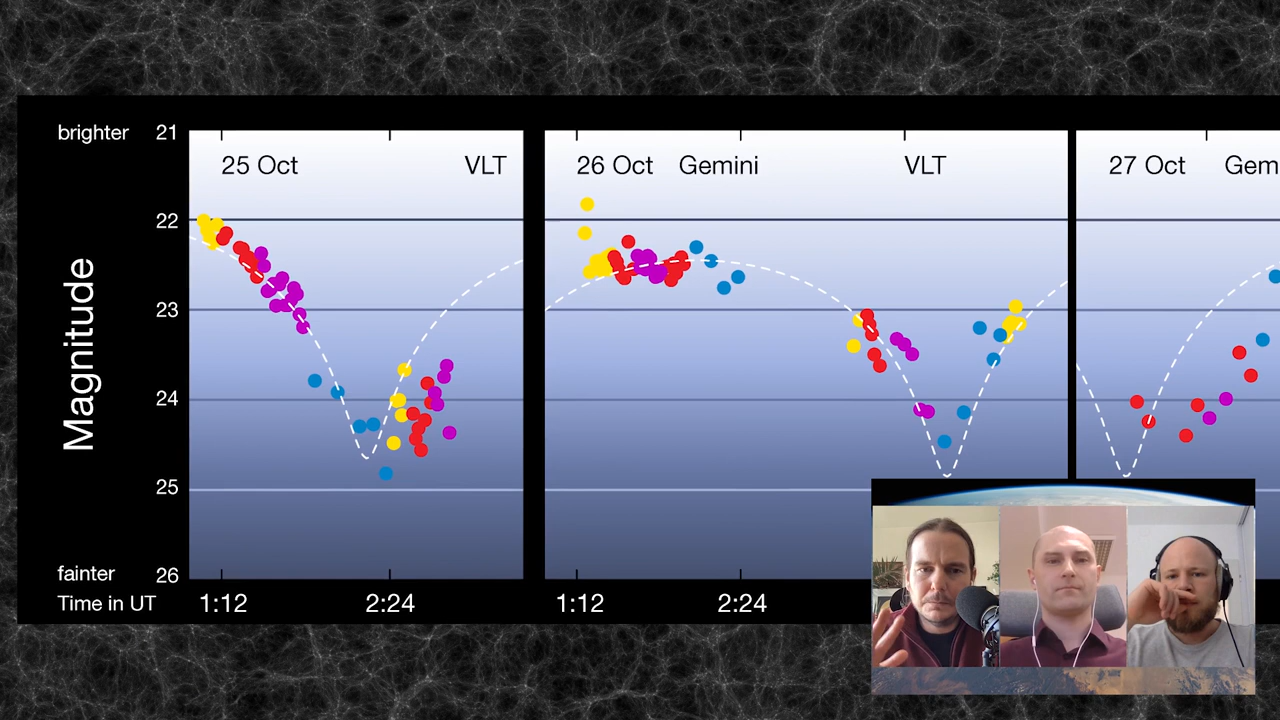 brighter 21
25 Oct VLT
26 Oct Gemini VLT
27 Oct Gem
22
23
Magnitude
24
25
fainter 26
Time in UT 1:12 2:24 1:12 2:24